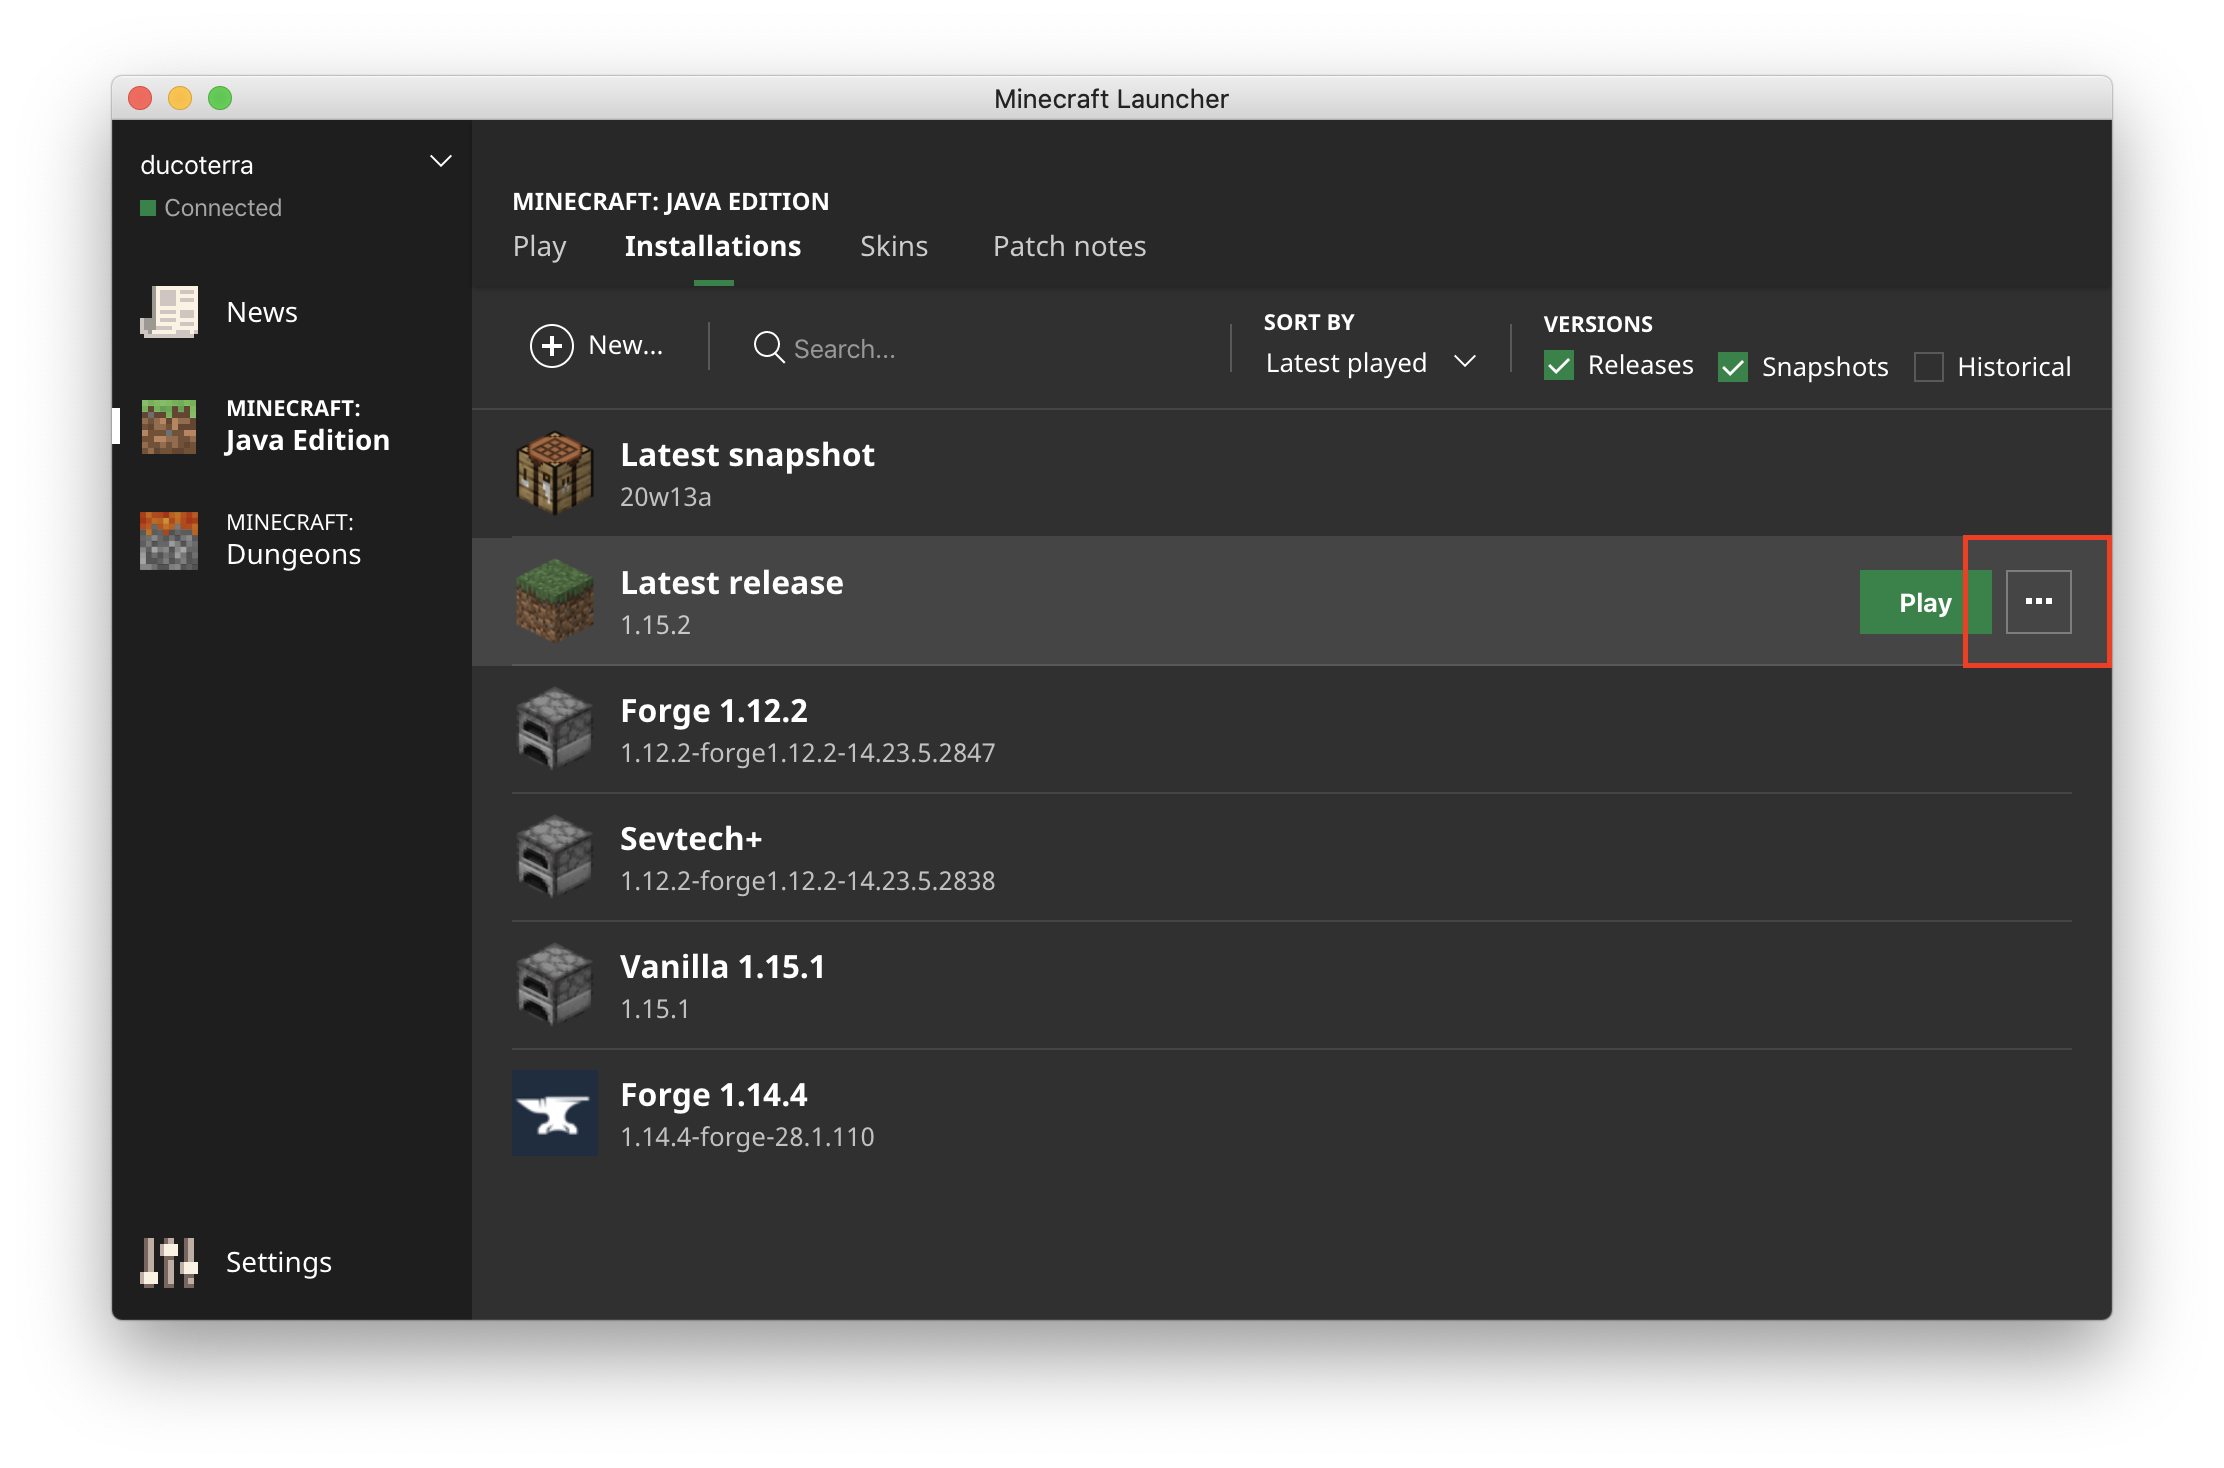 Minecraft Launcher
ducoterra
Connected
News
MINECRAFT:
Java Edition
MINECRAFT:
Dungeons
Settings
MINECRAFT: JAVA EDITION
Play Installations Skins Patch notes
New...
Search...
SORT BY
Latest played
VERSIONS
Releases Snapshots Historical
Latest snapshot
20w13a
Latest release
1.15.2
Play
...
Forge 1.12.2
1.12.2-forge1.12.2-14.23.5.2847
Sevtech+
1.12.2-forge1.12.2-14.23.5.2838
Vanilla 1.15.1
1.15.1
Forge 1.14.4
1.14.4-forge-28.1.110